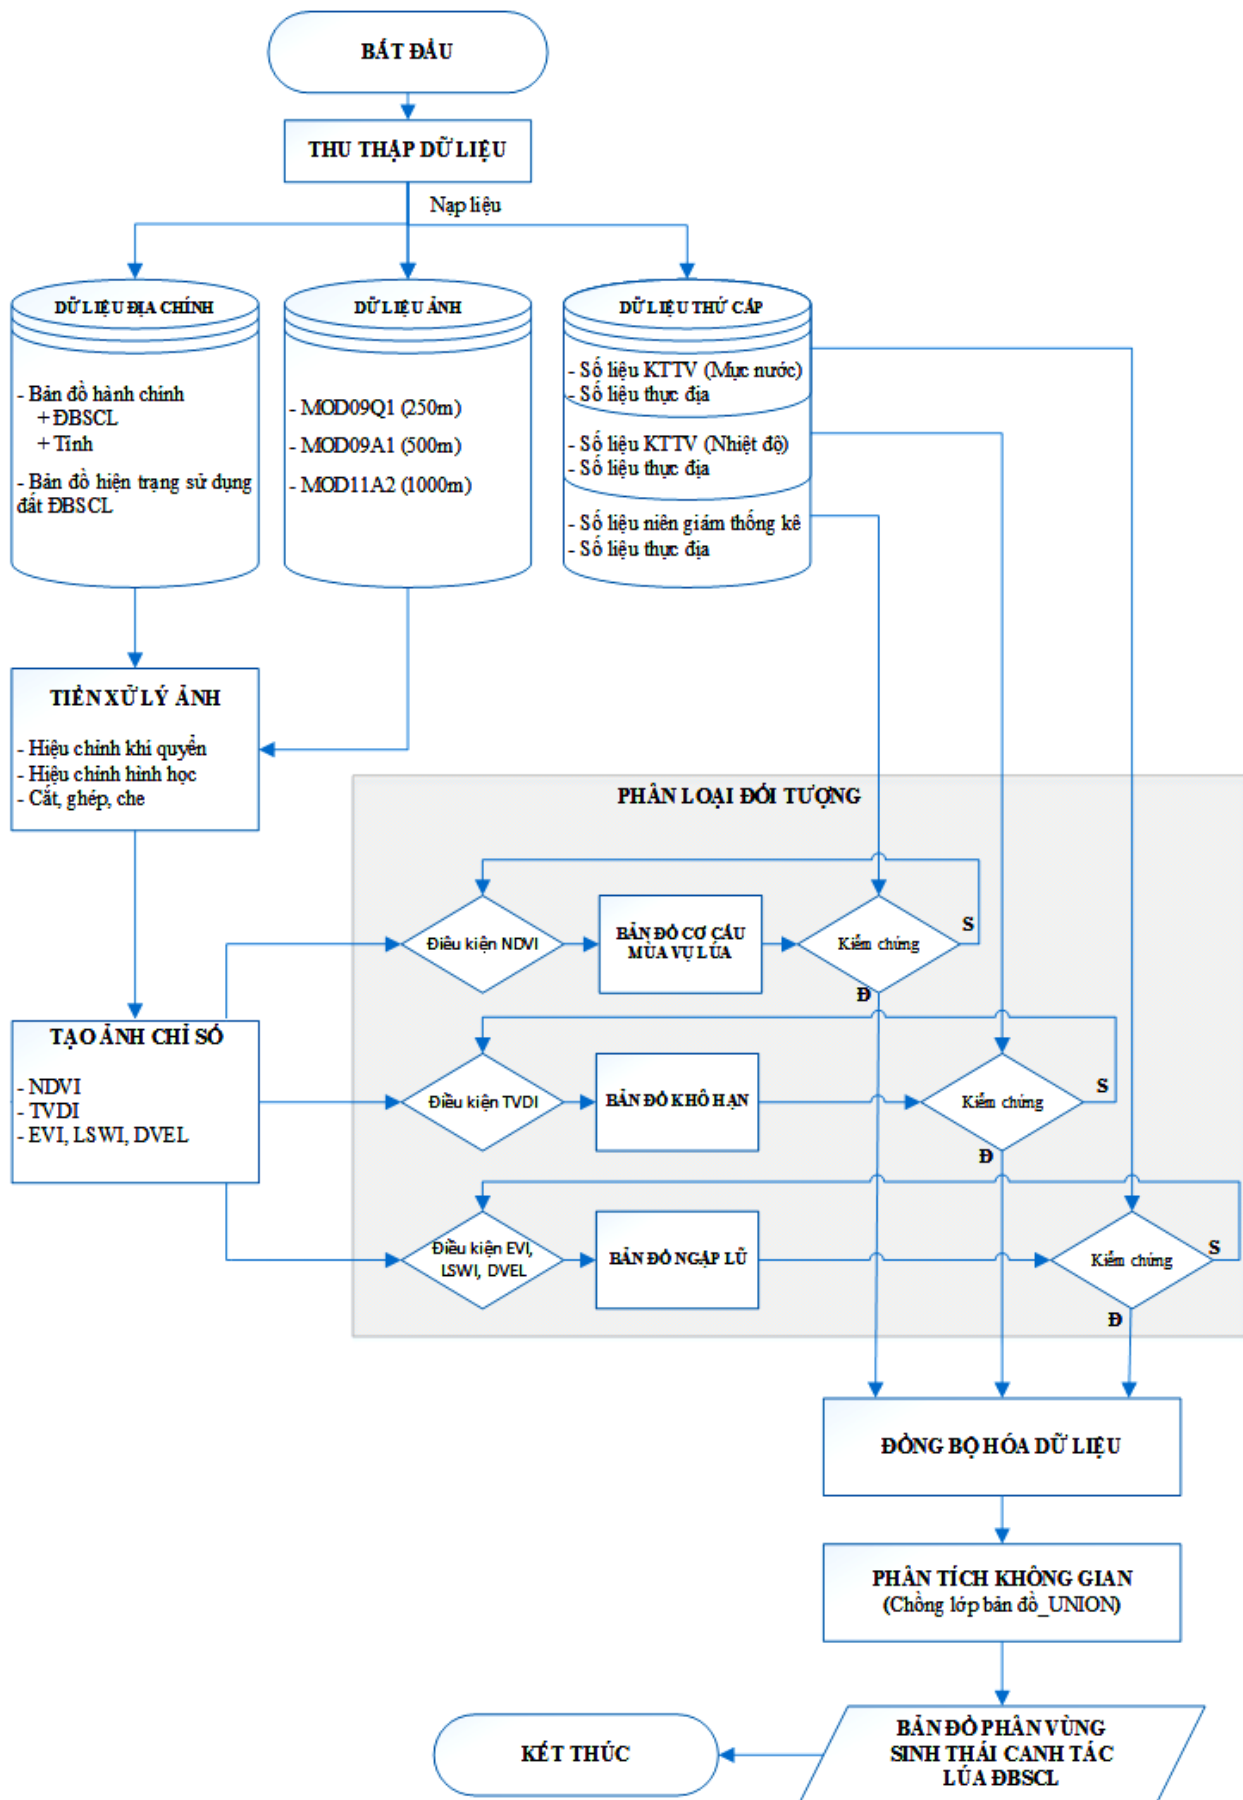 BẮT ĐẦU
THU THẬP DỮ LIỆU
Nạp liệu
DỮ LIỆU ĐỊA CHÍNH
- Bản đồ hành chính
+ ĐBSCL
+ Tỉnh
- Bản đồ hiện trạng sử dụng
đất ĐBSCL
DỮ LIỆU ẢNH
- MOD09Q1 (250m)
- MOD09A1 (500m)
- MOD11A2 (1000m)
DỮ LIỆU THỨ CẤP
- Số liệu KTTV (Mực nước)
- Số liệu thực địa
- Số liệu KTTV (Nhiệt độ)
- Số liệu thực địa
- Số liệu niên giám thống kê
- Số liệu thực địa
TIỀN XỬ LÝ ẢNH
- Hiệu chỉnh khí quyển
- Hiệu chỉnh hình học
- Cắt, ghép, che
PHÂN LOẠI ĐỐI TƯỢNG
Điều kiện NDVI
BẢN ĐỒ CƠ CẤU
MÙA VỤ LÚA
Kiểm chứng
S
Đ
TẠO ẢNH CHỈ SỐ
- NDVI
- TVDI
- EVI, LSWI, DVEL
Điều kiện TVDI
BẢN ĐỒ KHÔ HẠN
Kiểm chứng
S
Đ
Điều kiện EVI,
LSWI, DVEL
BẢN ĐỒ NGẬP LŨ
Kiểm chứng
S
Đ
ĐỒNG BỘ HÓA DỮ LIỆU
PHÂN TÍCH KHÔNG GIAN
(Chồng lớp bản đồ_UNION)
BẢN ĐỒ PHÂN VÙNG
SINH THÁI CANH TÁC
LÚA ĐBSCL
KẾT THÚC